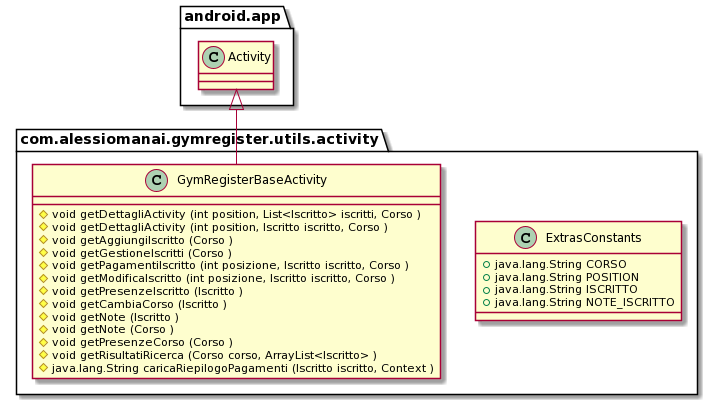 android.app
C Activity
com.alessiomanai.gymregister.utils.activity
C GymRegisterBaseActivity
void getDettagliActivity (int position, List<Iscritto> iscritti, Corso )
void getDettagliActivity (int position, Iscritto iscritto, Corso )
void getAggiungiIscritto (Corso )
void getGestioneIscritti (Corso )
void getPagamentiIscritto (int posizione, Iscritto iscritto, Corso )
void getModificaIscritto (int posizione, Iscritto iscritto, Corso )
void getPresenzeIscritto (Iscritto )
void getCambiaCorso (Iscritto )
void getNote (Iscritto )
void getNote (Corso )
void getPresenzeCorso (Corso )
void getRisultatiRicerca (Corso corso, ArrayList<Iscritto> )
java.lang.String caricaRiepilogoPagamenti (Iscritto iscritto, Context )
C ExtrasConstants
java.lang.String CORSO
java.lang.String POSITION
java.lang.String ISCRITTO
java.lang.String NOTE_ISCRITTO